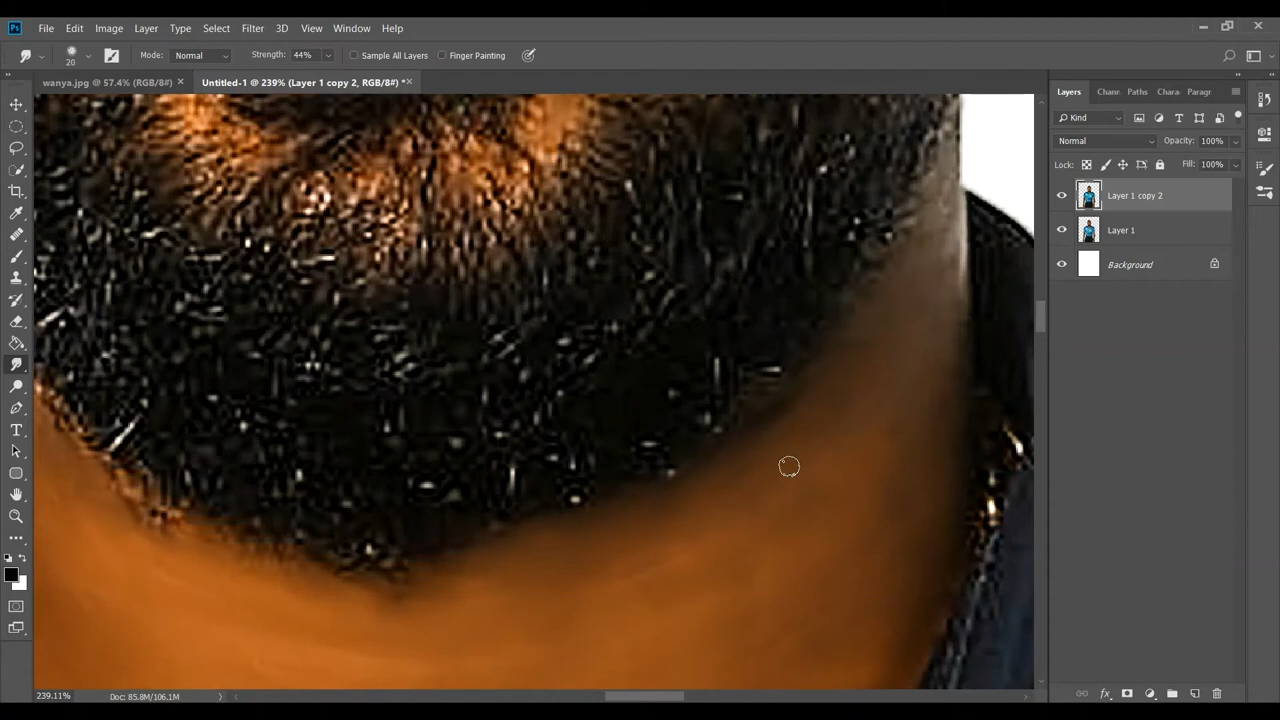 Ps File Edit Image Layer Type Select Filter 3D View Window Help
20 Mode: Normal Strength: 44% Sample All Layers Finger Painting
wanya.jpg @ 57.4% (RGB/8#) × Untitled-1 @ 239% (Layer 1 copy 2, RGB/8#) * ×
Layers Chann Paths Chara Paragr
Kind
Normal Opacity: 100%
Lock: Fill: 100%
Layer 1 copy 2
Layer 1
Background
T
239.11% Doc: 85.8M/106.1M
fx